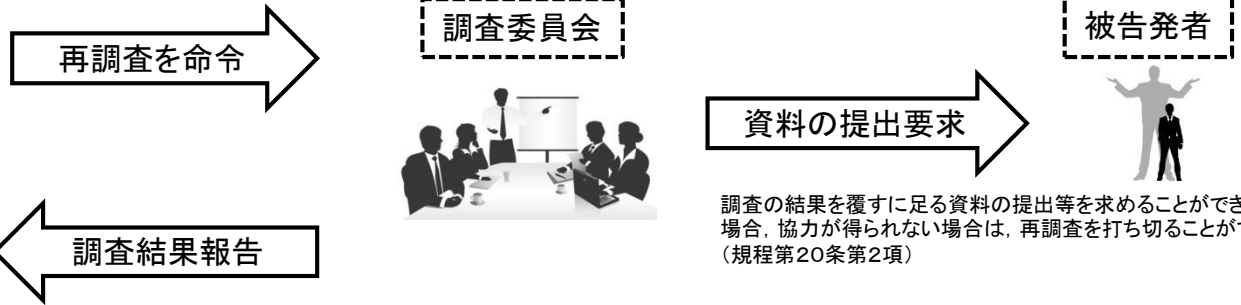 再調査を命令
調査委員会
被告発者
資料の提出要求
調査の結果を覆すに足る資料の提出等を求めることができ
場合，協力が得られない場合は，再調査を打ち切ることが
（規程第２０条第２項）
調査結果報告